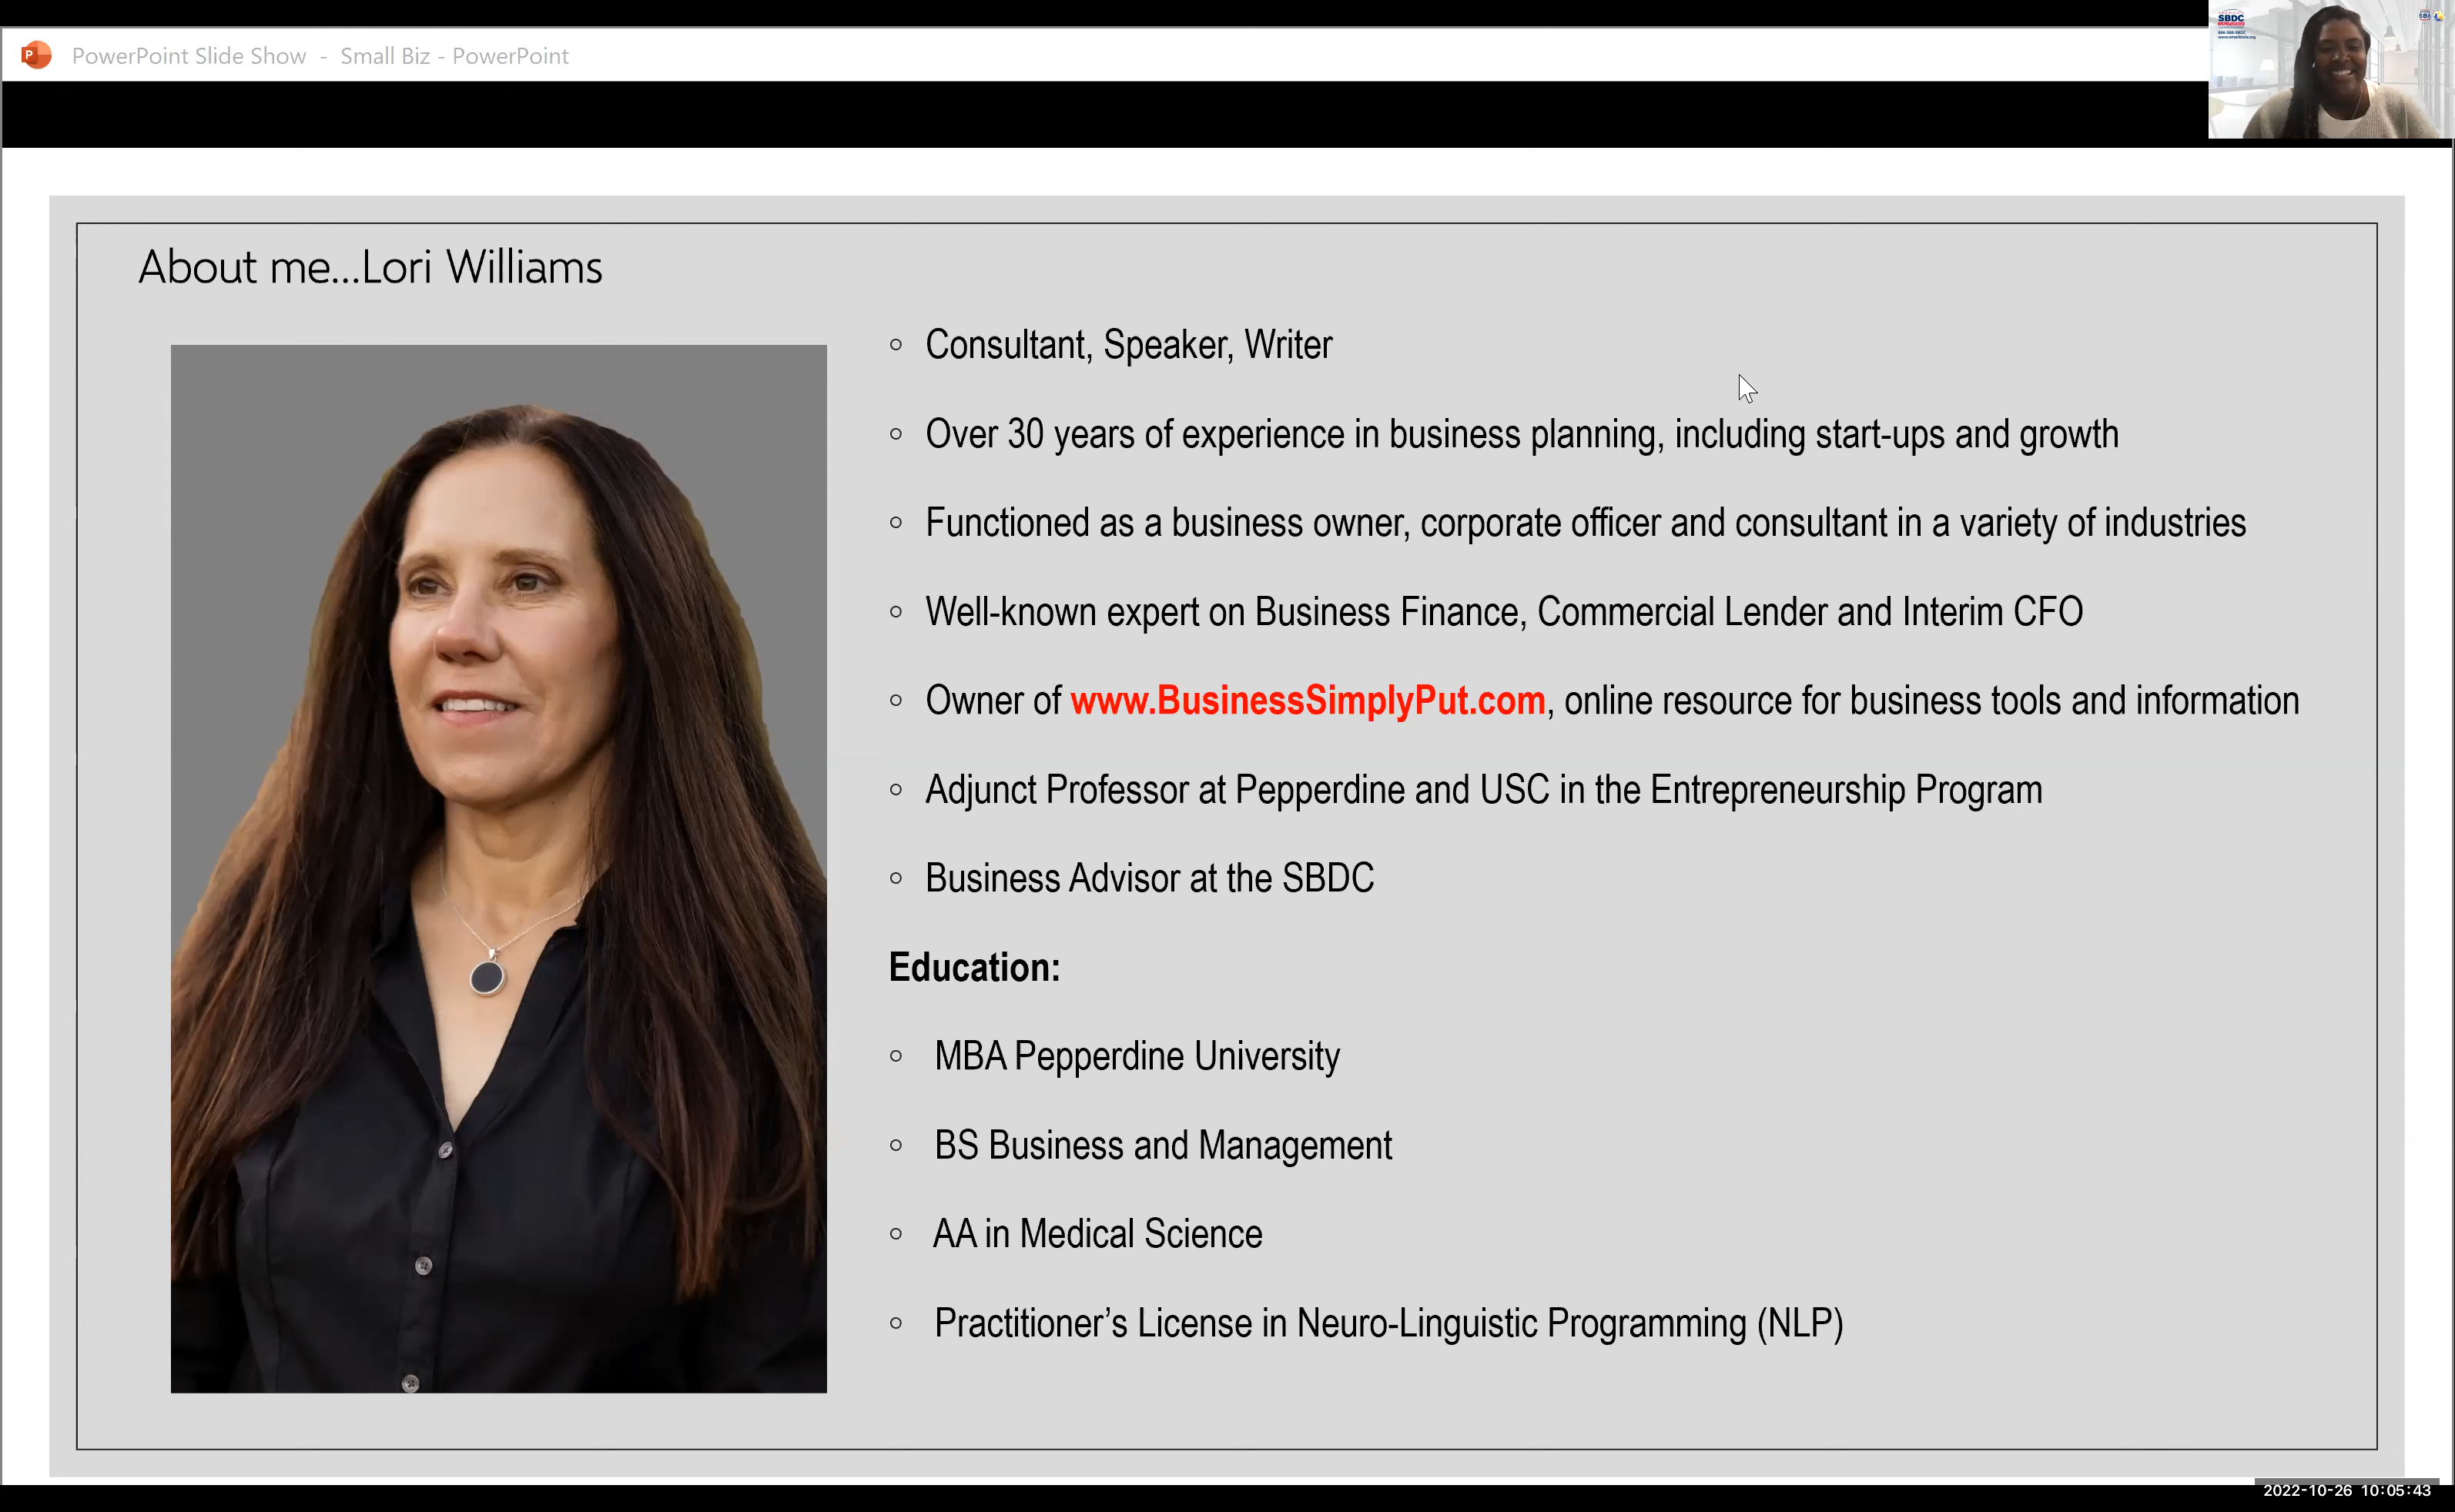 PowerPoint Slide Show - Small Biz - PowerPoint
SBDC
About me...Lori Williams
◦ Consultant, Speaker, Writer
◦ Over 30 years of experience in business planning, including start-ups and growth
◦ Functioned as a business owner, corporate officer and consultant in a variety of industries
◦ Well-known expert on Business Finance, Commercial Lender and Interim CFO
◦ Owner of www.BusinessSimplyPut.com, online resource for business tools and information
◦ Adjunct Professor at Pepperdine and USC in the Entrepreneurship Program
◦ Business Advisor at the SBDC
Education:
◦ MBA Pepperdine University
◦ BS Business and Management
◦ AA in Medical Science
◦ Practitioner’s License in Neuro-Linguistic Programming (NLP)
2022-10-26 10:05:43